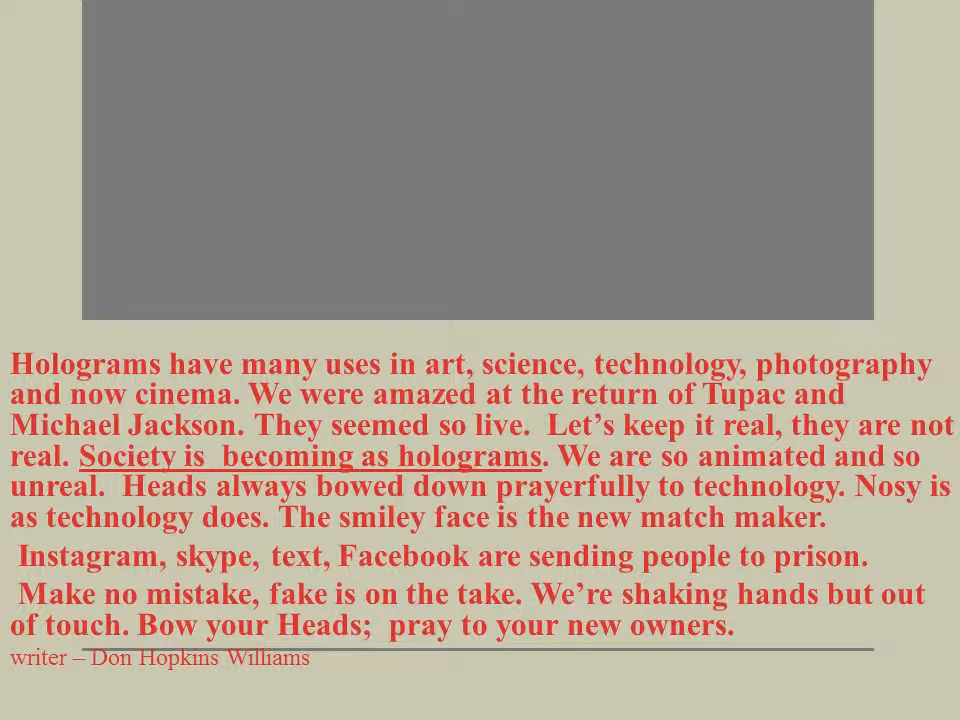 Holograms have many uses in art, science, technology, photography
and now cinema. We were amazed at the return of Tupac and
Michael Jackson. They seemed so live.  Let’s keep it real, they are not
real. Society is  becoming as holograms. We are so animated and so
unreal.  Heads always bowed down prayerfully to technology. Nosy is
as technology does. The smiley face is the new match maker.
Instagram, skype, text, Facebook are sending people to prison.
Make no mistake, fake is on the take. We’re shaking hands but out
of touch. Bow your Heads;  pray to your new owners.
writer – Don Hopkins Williams